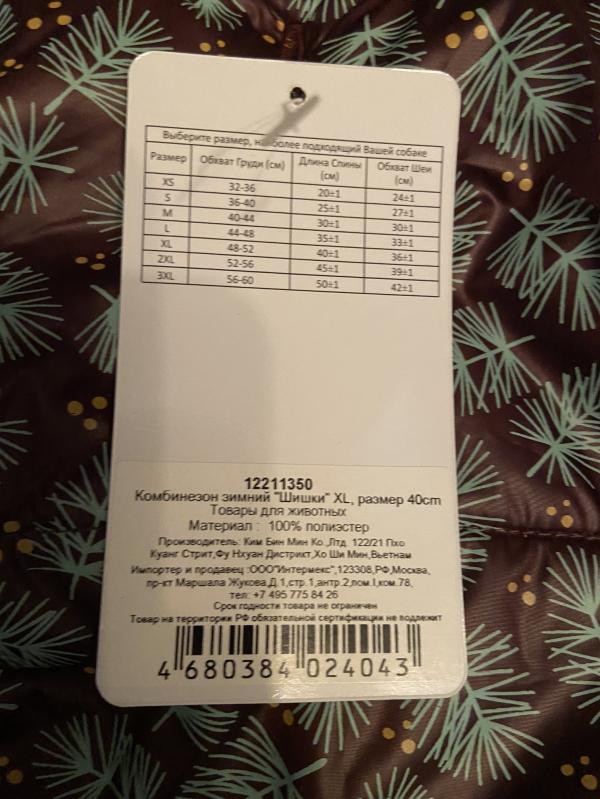 Выберите размер, наиболее подходящий Вашей собаке
Размер Обхват Груди (см) Длина Спины (см) Обхват Шеи (см)
XS 32-36 20±1 24±1
S 36-40 25±1 27±1
M 40-44 30±1 30±1
L 44-48 35±1 33±1
XL 48-52 40±1 36±1
2XL 52-56 45±1 39±1
3XL 56-60 50±1 42±1
12211350
Комбинезон зимний "Шишки" XL, размер 40cm
Товары для животных
Материал : 100% полиэстер
Производитель: Ким Бин Мин Ко .Лтд 122/21 Пхо
Куанг Стрит,Фу Нхуан Дистрикт,Хо Ши Мин,Вьетнам
Импортер и продавец :ООО"Интермекс",123308,РФ,Москва,
пр-кт Маршала Жукова,Д.1,стр.1,антр.2,пом.I,ком.78,
тел: +7 495 775 84 26
Срок годности товара не ограничен
Товар на территории РФ обязательной сертификации не подлежит
4 680384 024043